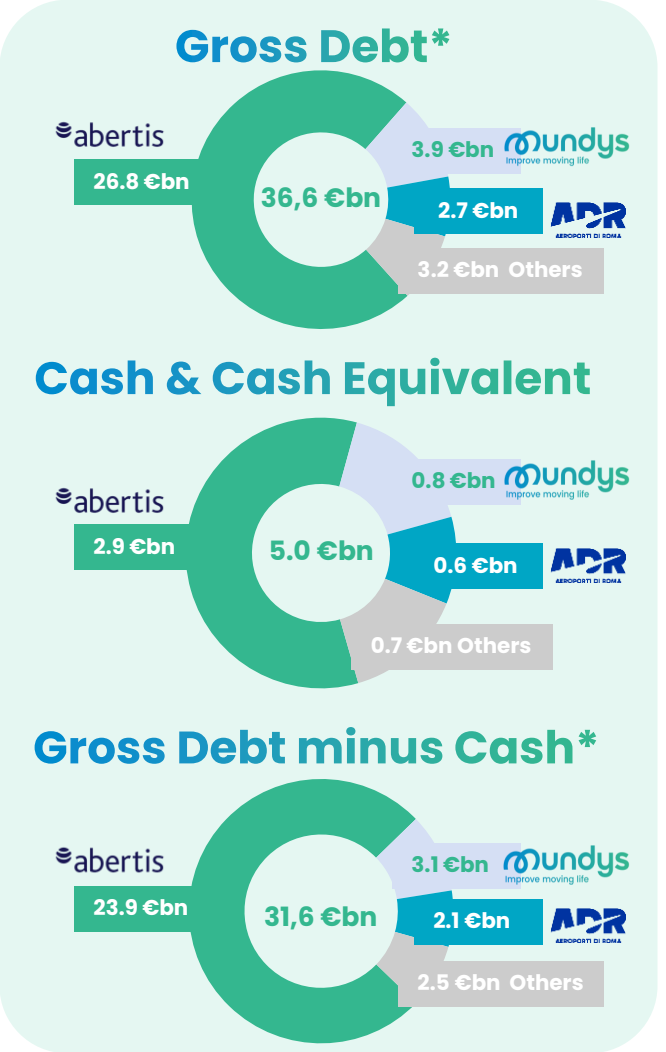 Gross Debt*
abertis
26.8 €bn
36,6 €bn
3.9 €bn
mundys
Improve moving life
2.7 €bn
ADR
AEROPORTI DI ROMA
3.2 €bn Others
Cash & Cash Equivalent
abertis
2.9 €bn
5.0 €bn
0.8 €bn
mundys
Improve moving life
0.6 €bn
ADR
AEROPORTI DI ROMA
0.7 €bn Others
Gross Debt minus Cash*
abertis
23.9 €bn
31,6 €bn
3.1 €bn
mundys
Improve moving life
2.1 €bn
ADR
AEROPORTI DI ROMA
2.5 €bn Others